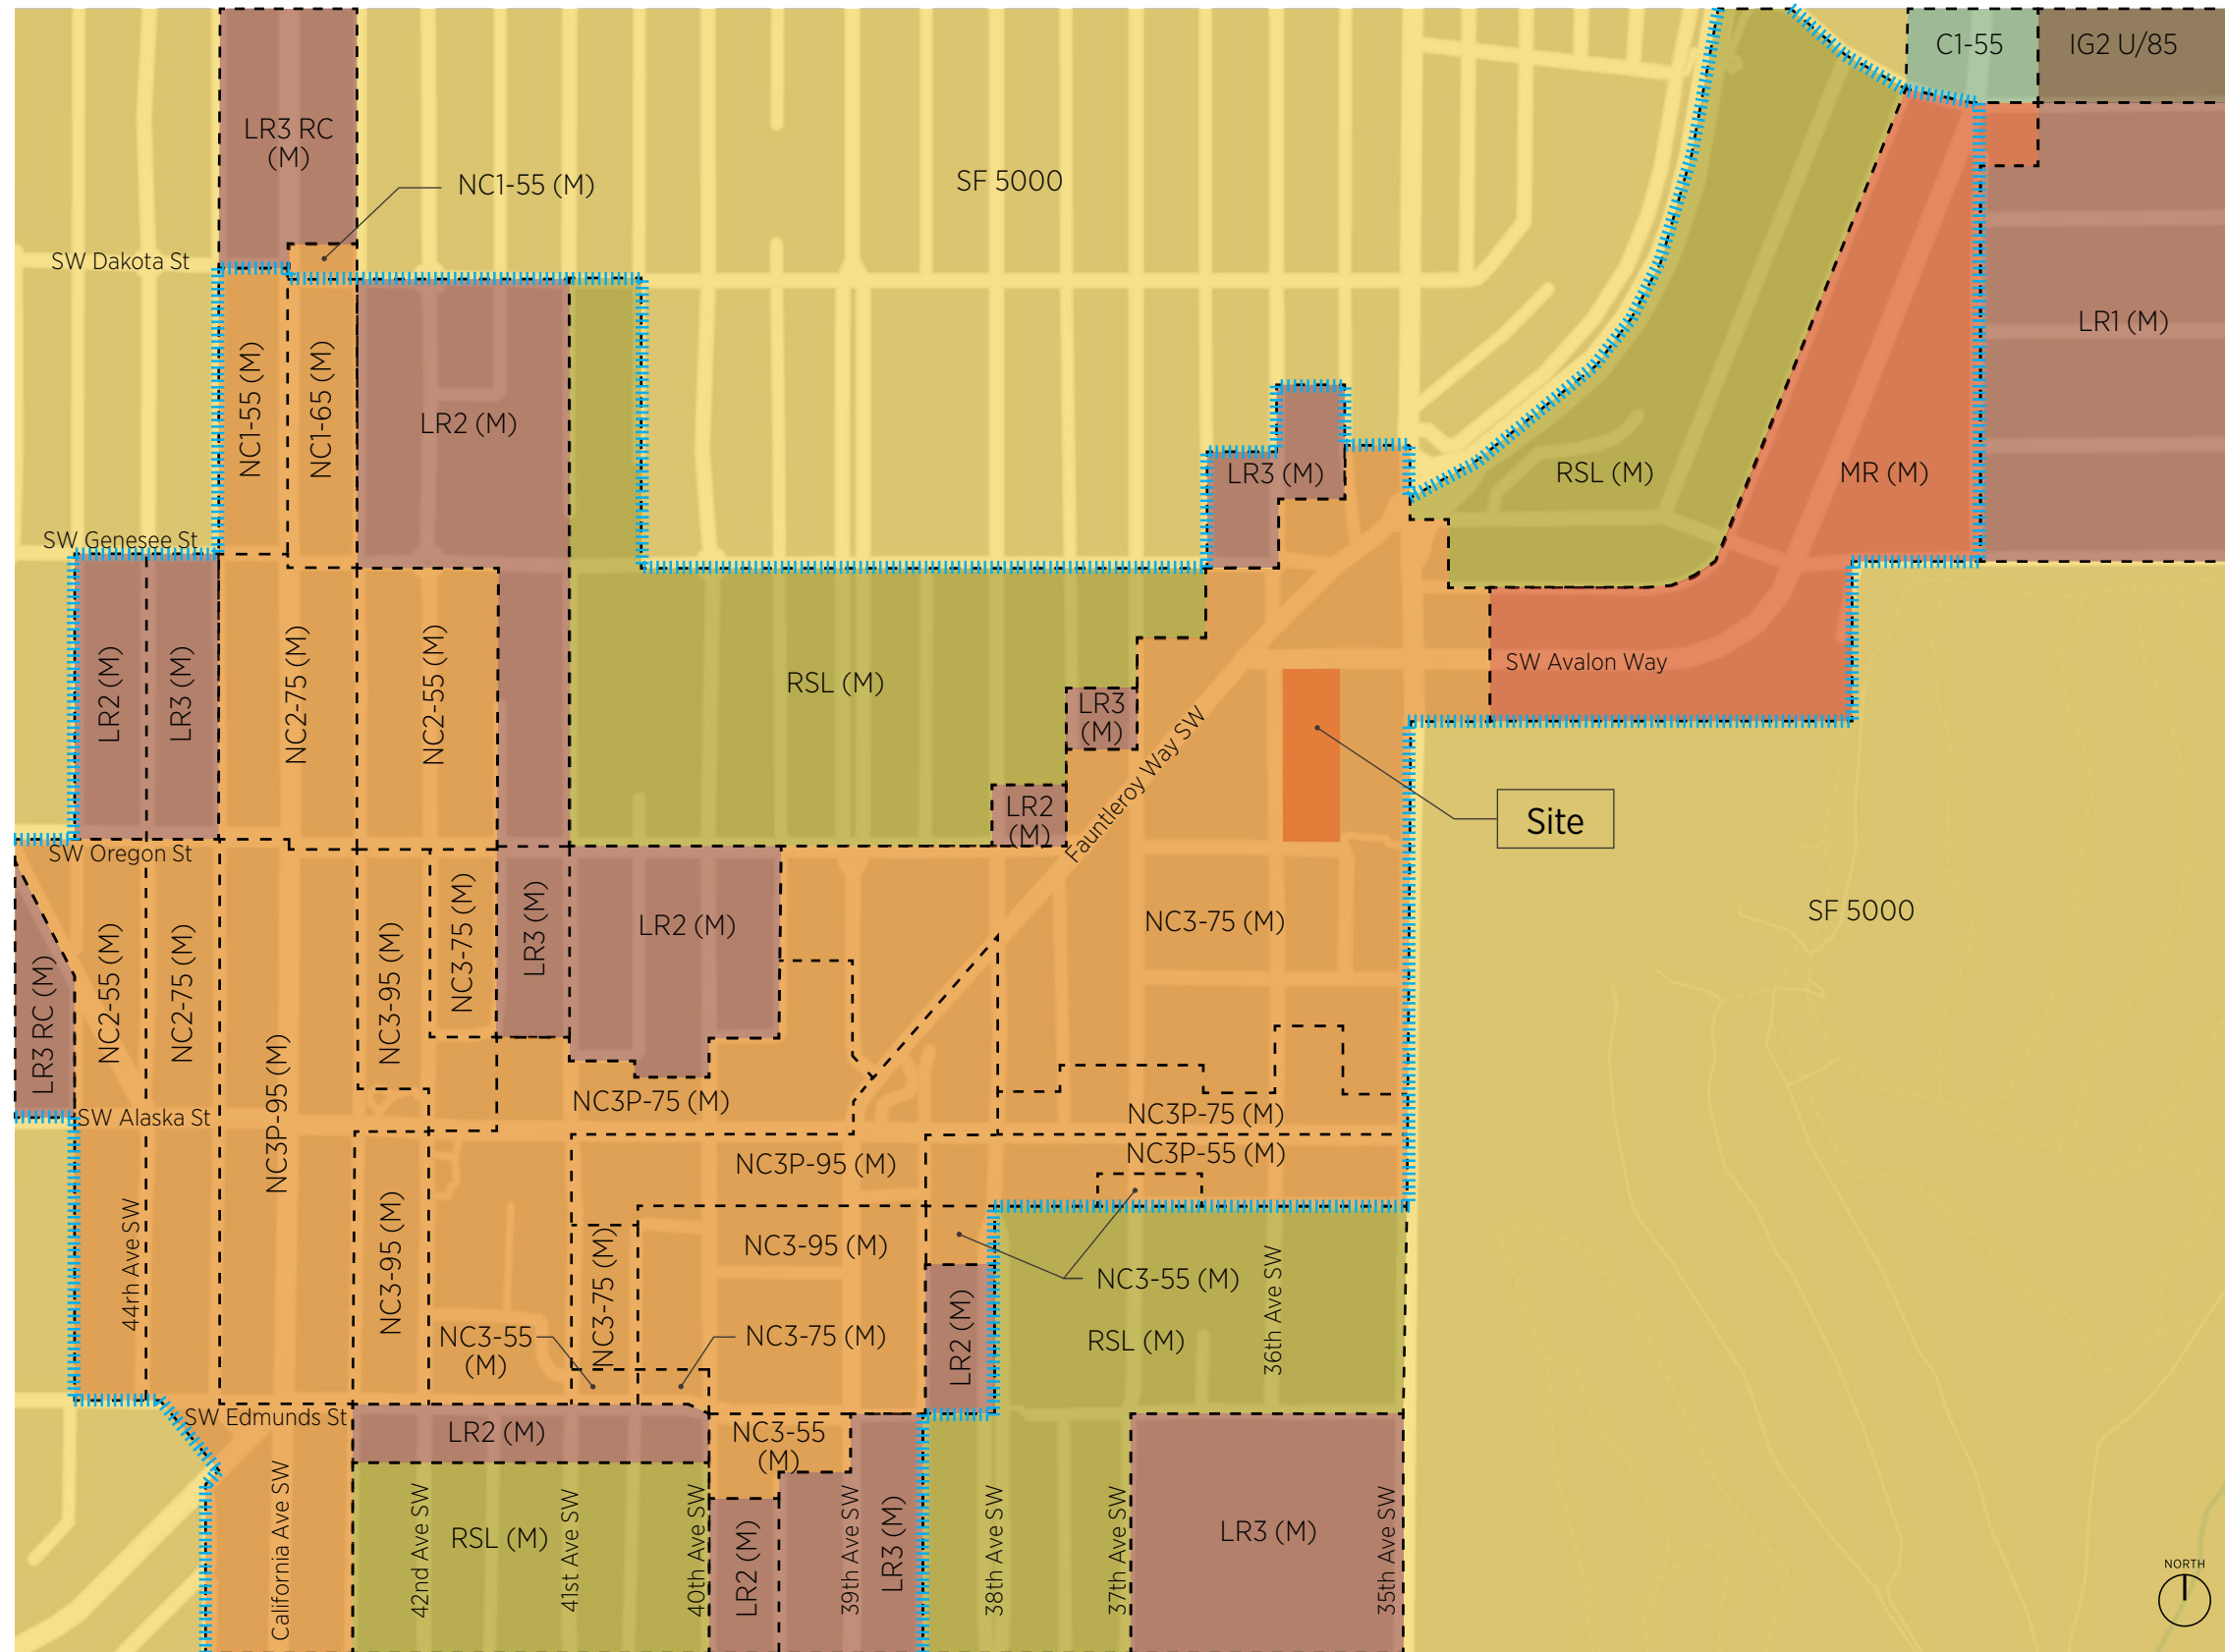 C1-55
IG2 U/85
LR3 RC
(M)
NC1-55 (M)
SF 5000
SW Dakota St
LR1 (M)
NC1-55 (M)
NC1-65 (M)
LR2 (M)
LR3 (M)
RSL (M)
MR (M)
SW Genesee St
LR2 (M)
LR3 (M)
NC2-75 (M)
NC2-55 (M)
RSL (M)
LR3
(M)
Fauntleroy Way SW
SW Avalon Way
LR2
(M)
Site
SW Oregon St
LR3 RC (M)
NC2-55 (M)
NC2-75 (M)
NC3P-95 (M)
NC3-95 (M)
NC3-75 (M)
LR3 (M)
LR2 (M)
NC3-75 (M)
SF 5000
SW Alaska St
NC3P-75 (M)
NC3P-75 (M)
NC3P-55 (M)
NC3P-95 (M)
44rh Ave SW
NC3-95 (M)
NC3-75 (M)
NC3-95 (M)
NC3-55 (M)
LR2 (M)
RSL (M)
36th Ave SW
NC3-55
(M)
NC3-75 (M)
SW Edmunds St
LR2 (M)
NC3-55
(M)
California Ave SW
42nd Ave SW
RSL (M)
41st Ave SW
40th Ave SW
LR2 (M)
39th Ave SW
LR3 (M)
38th Ave SW
37th Ave SW
LR3 (M)
35th Ave SW
NORTH